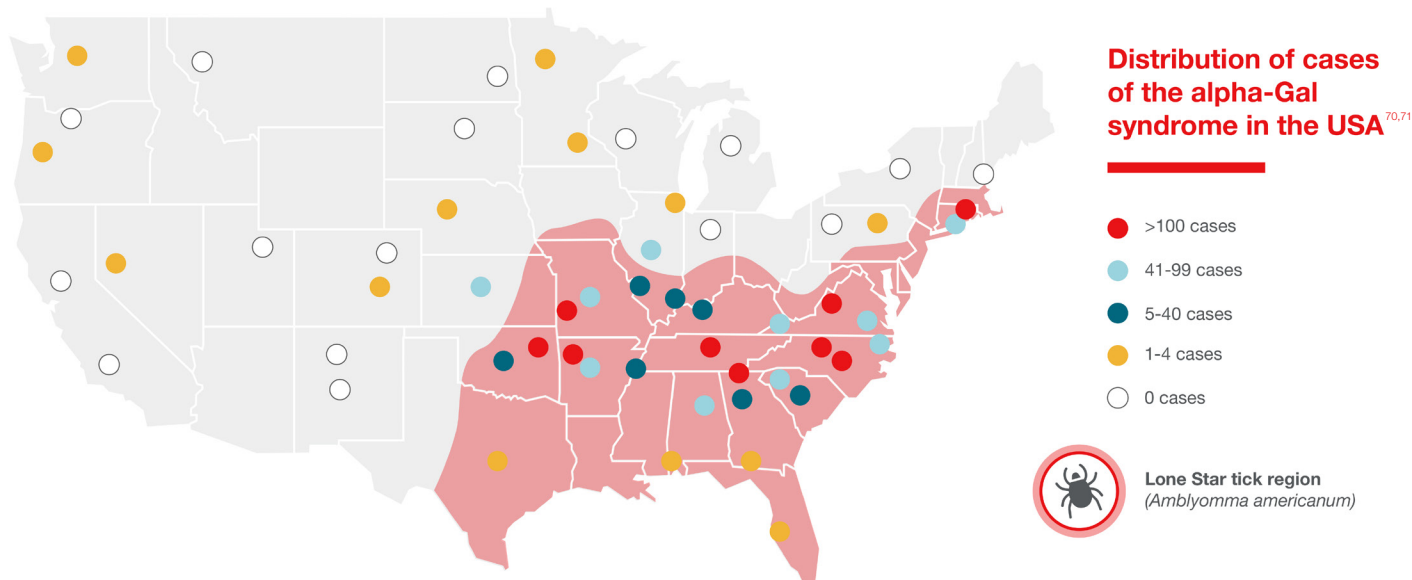 Distribution of cases
of the alpha-Gal
syndrome in the USA70,71
>100 cases
41-99 cases
5-40 cases
1-4 cases
0 cases
Lone Star tick region
(Amblyomma americanum)